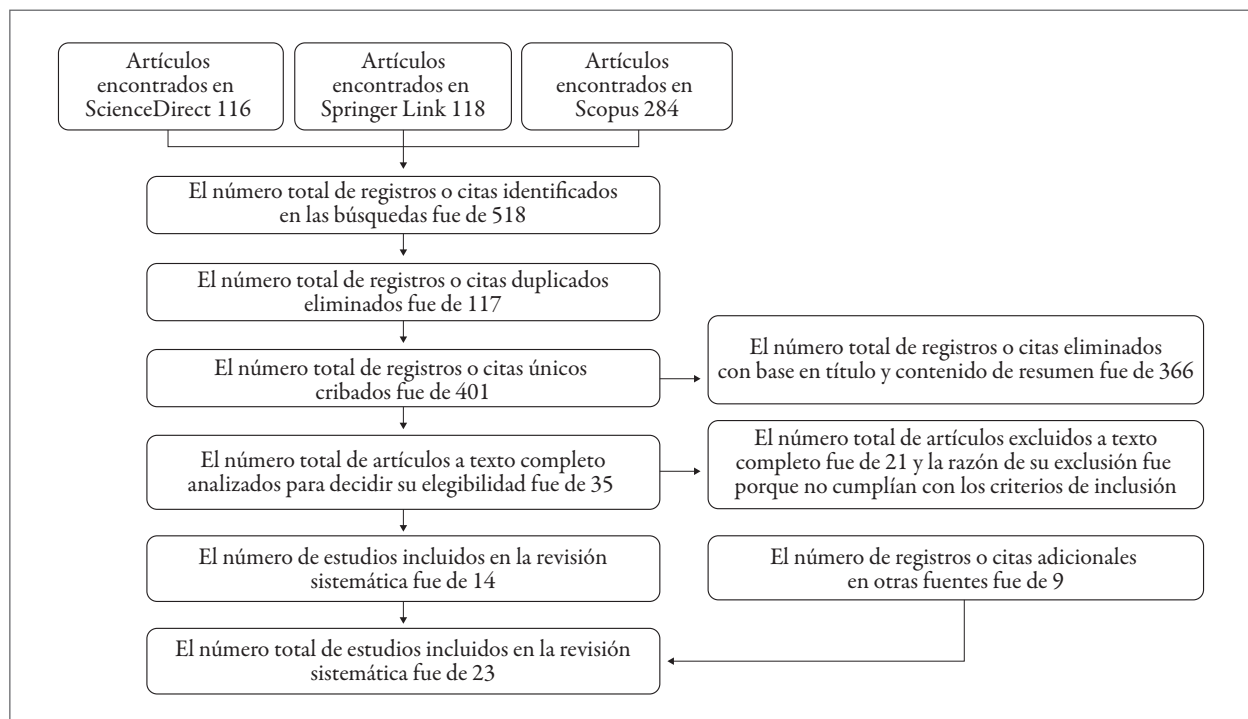 Artículos
encontrados en
ScienceDirect 116
Artículos
encontrados en
Springer Link 118
Artículos
encontrados en
Scopus 284
El número total de registros o citas identificados
en las búsquedas fue de 518
El número total de registros o citas duplicados
eliminados fue de 117
El número total de registros o citas únicos
cribados fue de 401
El número total de registros o citas eliminados
con base en título y contenido de resumen fue de 366
El número total de artículos a texto completo
analizados para decidir su elegibilidad fue de 35
El número total de artículos excluidos a texto
completo fue de 21 y la razón de su exclusión fue
porque no cumplían con los criterios de inclusión
El número de estudios incluidos en la revisión
sistemática fue de 14
El número de registros o citas adicionales
en otras fuentes fue de 9
El número total de estudios incluidos en la revisión
sistemática fue de 23